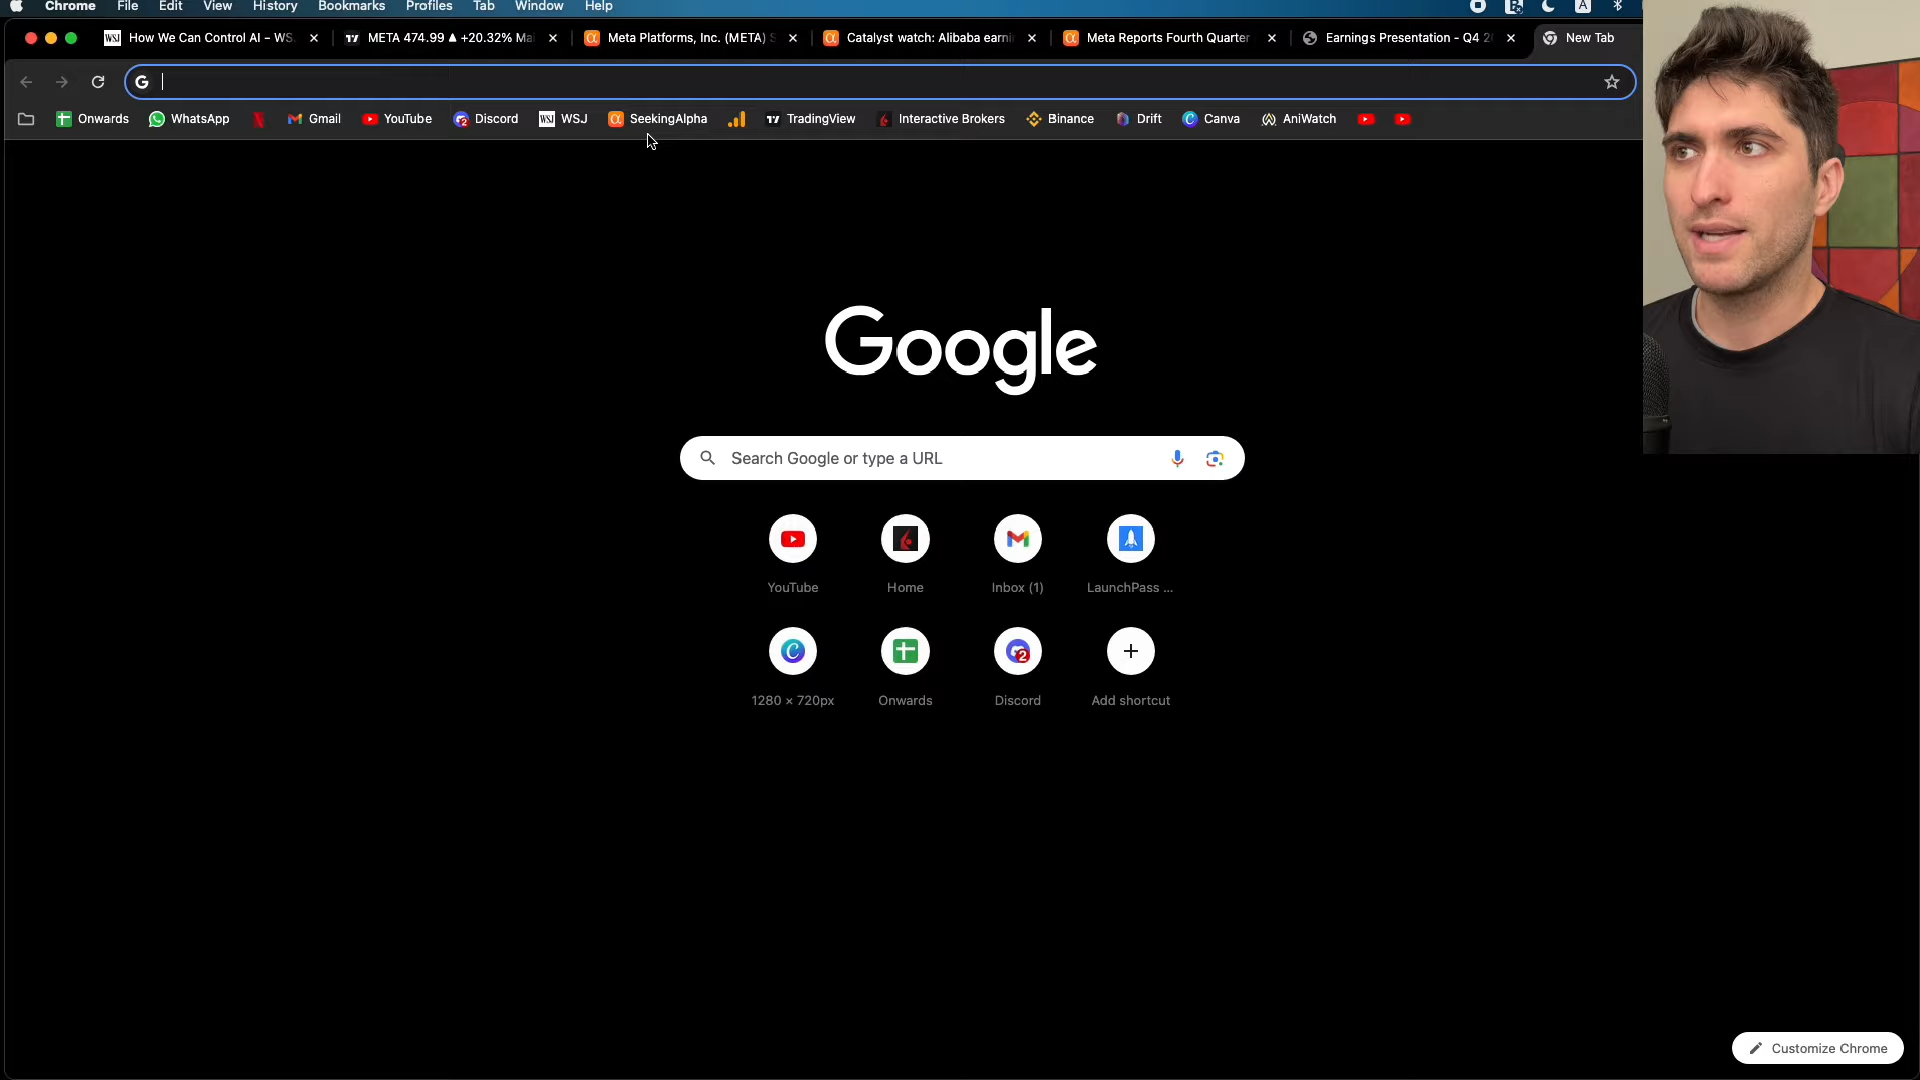 Chrome File Edit View History Bookmarks Profiles Tab Window Help
WSJ How We Can Control AI – WS
META 474.99 ▲ +20.32%
Meta Platforms, Inc. (META)
Catalyst watch: Alibaba earni
Meta Reports Fourth Quarter
Earnings Presentation - Q4
New Tab
Onwards WhatsApp Gmail YouTube Discord WSJ SeekingAlpha TradingView Interactive Brokers Binance Drift Canva AniWatch
Google
Search Google or type a URL
YouTube Home Inbox (1) LaunchPass ...
1280 × 720px Onwards Discord Add shortcut
Customize Chrome